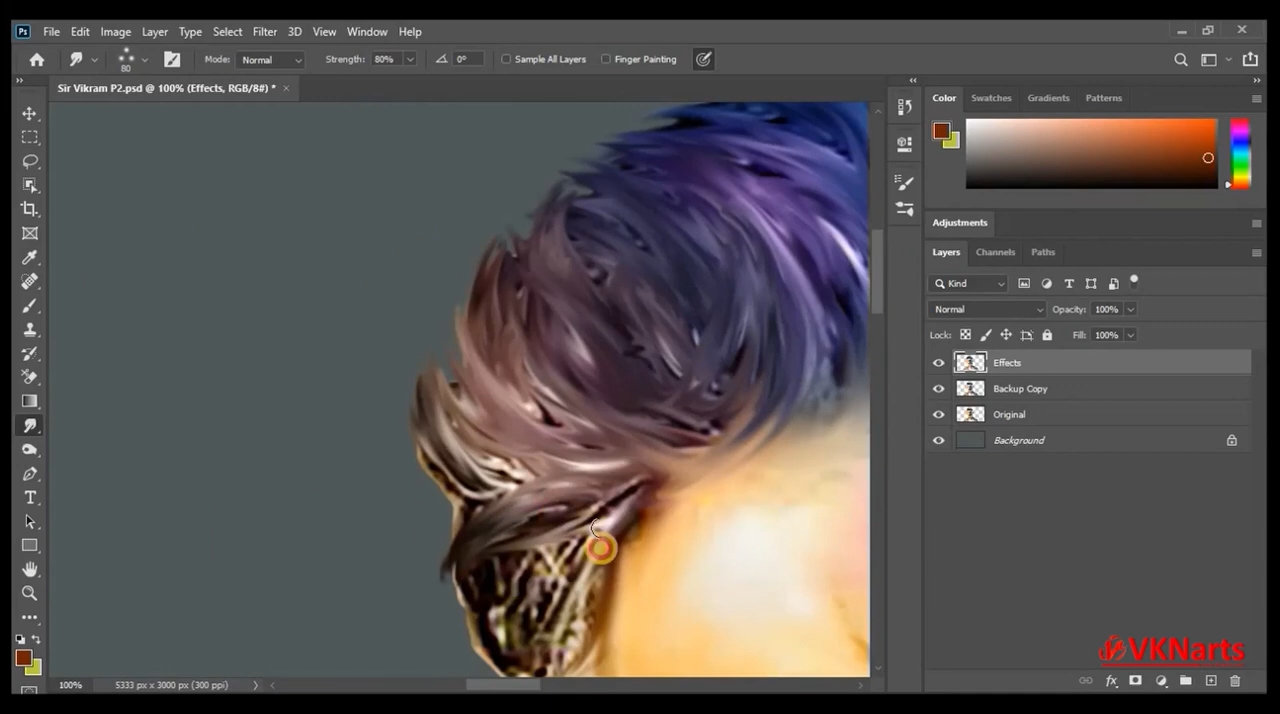 Ps File Edit Image Layer Type Select Filter 3D View Window Help
80 Mode: Normal Strength: 80% 0° Sample All Layers Finger Painting
Sir Vikram P2.psd @ 100% (Effects, RGB/8#) * ×
Color Swatches Gradients Patterns
Adjustments
Layers Channels Paths
Kind
Normal Opacity: 100%
Lock: Fill: 100%
Effects
Backup Copy
Original
Background
VKNarts
100% 5333 px x 3000 px (300 ppi)